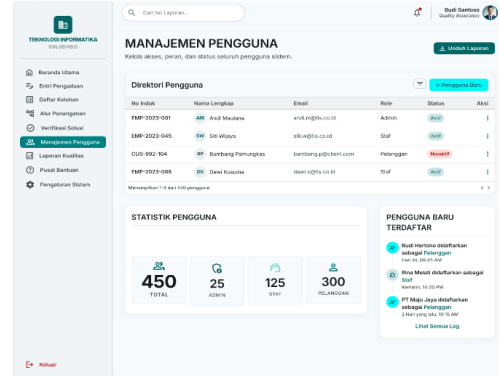 TEKNOLOGI INFORMATIKA
SOLUSINDO
Beranda Utama
Entri Pengaduan
Daftar Keluhan
Alur Penanganan
Verifikasi Solusi
Manajemen Pengguna
Laporan Kualitas
Pusat Bantuan
Pengaturan Sistem
Keluar
Cari No Laporan...
Budi Santoso
Quality Assurance
MANAJEMEN PENGGUNA
Kelola akses, peran, dan status seluruh pengguna sistem.
Unduh Laporan
Direktori Pengguna
+ Pengguna Baru
No Induk Nama Lengkap Email Role Status Aksi
EMP-2023-001 AM Andi Maulana andi.m@tis.co.id Admin Aktif
EMP-2023-045 SW Siti Wijaya siti.w@tis.co.id Staf Aktif
CUS-992-104 BP Bambang Pamungkas bambang.p@client.com Pelanggan Nonaktif
EMP-2023-088 DK Dewi Kusuma dewi.k@tis.co.id Staf Aktif
Menampilkan 1-4 dari 450 pengguna
STATISTIK PENGGUNA
450
TOTAL
25
ADMIN
125
STAF
300
PELANGGAN
PENGGUNA BARU
TERDAFTAR
Budi Hartono didaftarkan
sebagai Pelanggan
Hari ini, 08:45 AM
Rina Melati didaftarkan sebagai
Staf
Kemarin, 14:20 PM
PT Maju Jaya didaftarkan
sebagai Pelanggan
2 Hari yang lalu, 10:15 AM
Lihat Semua Log